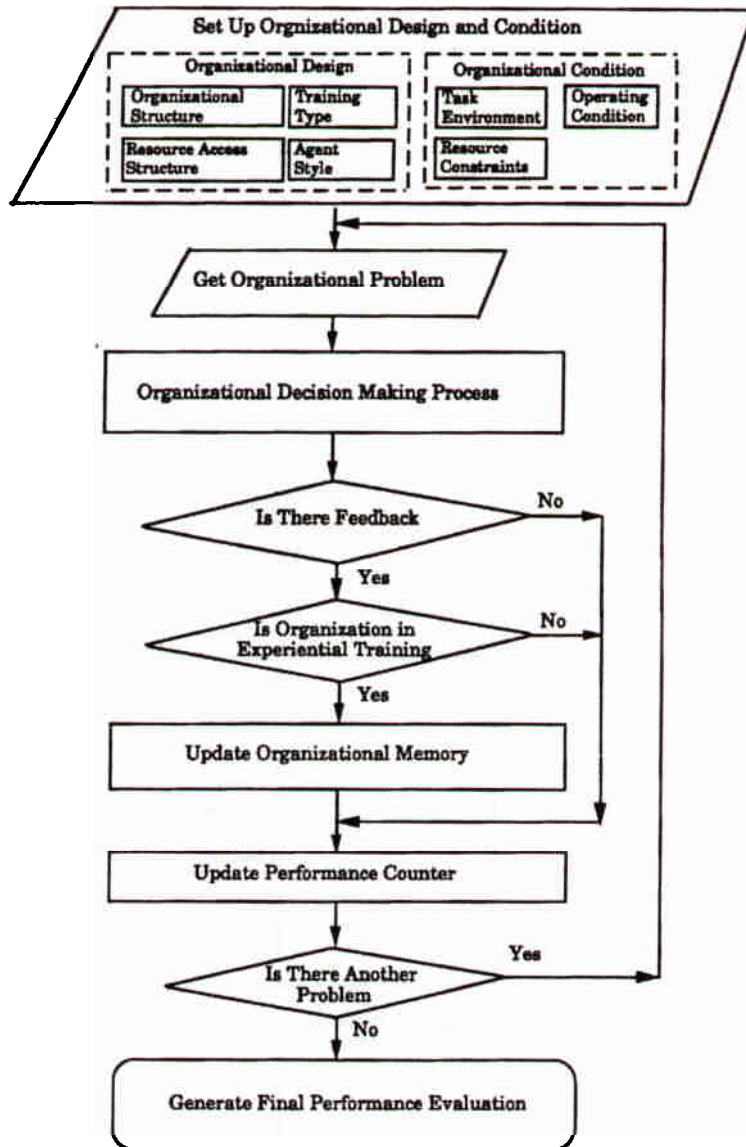 Set Up Orgnizational Design and Condition
Organizational Design
Organizational
Structure
Training
Type
Resource Access
Structure
Agent
Style
Organizational Condition
Task
Environment
Operating
Condition
Resource
Constraints
Get Organizational Problem
Organizational Decision Making Process
Is There Feedback
No
Yes
Is Organization in
Experiential Training
No
Yes
Update Organizational Memory
Update Performance Counter
Is There Another
Problem
Yes
No
Generate Final Performance Evaluation